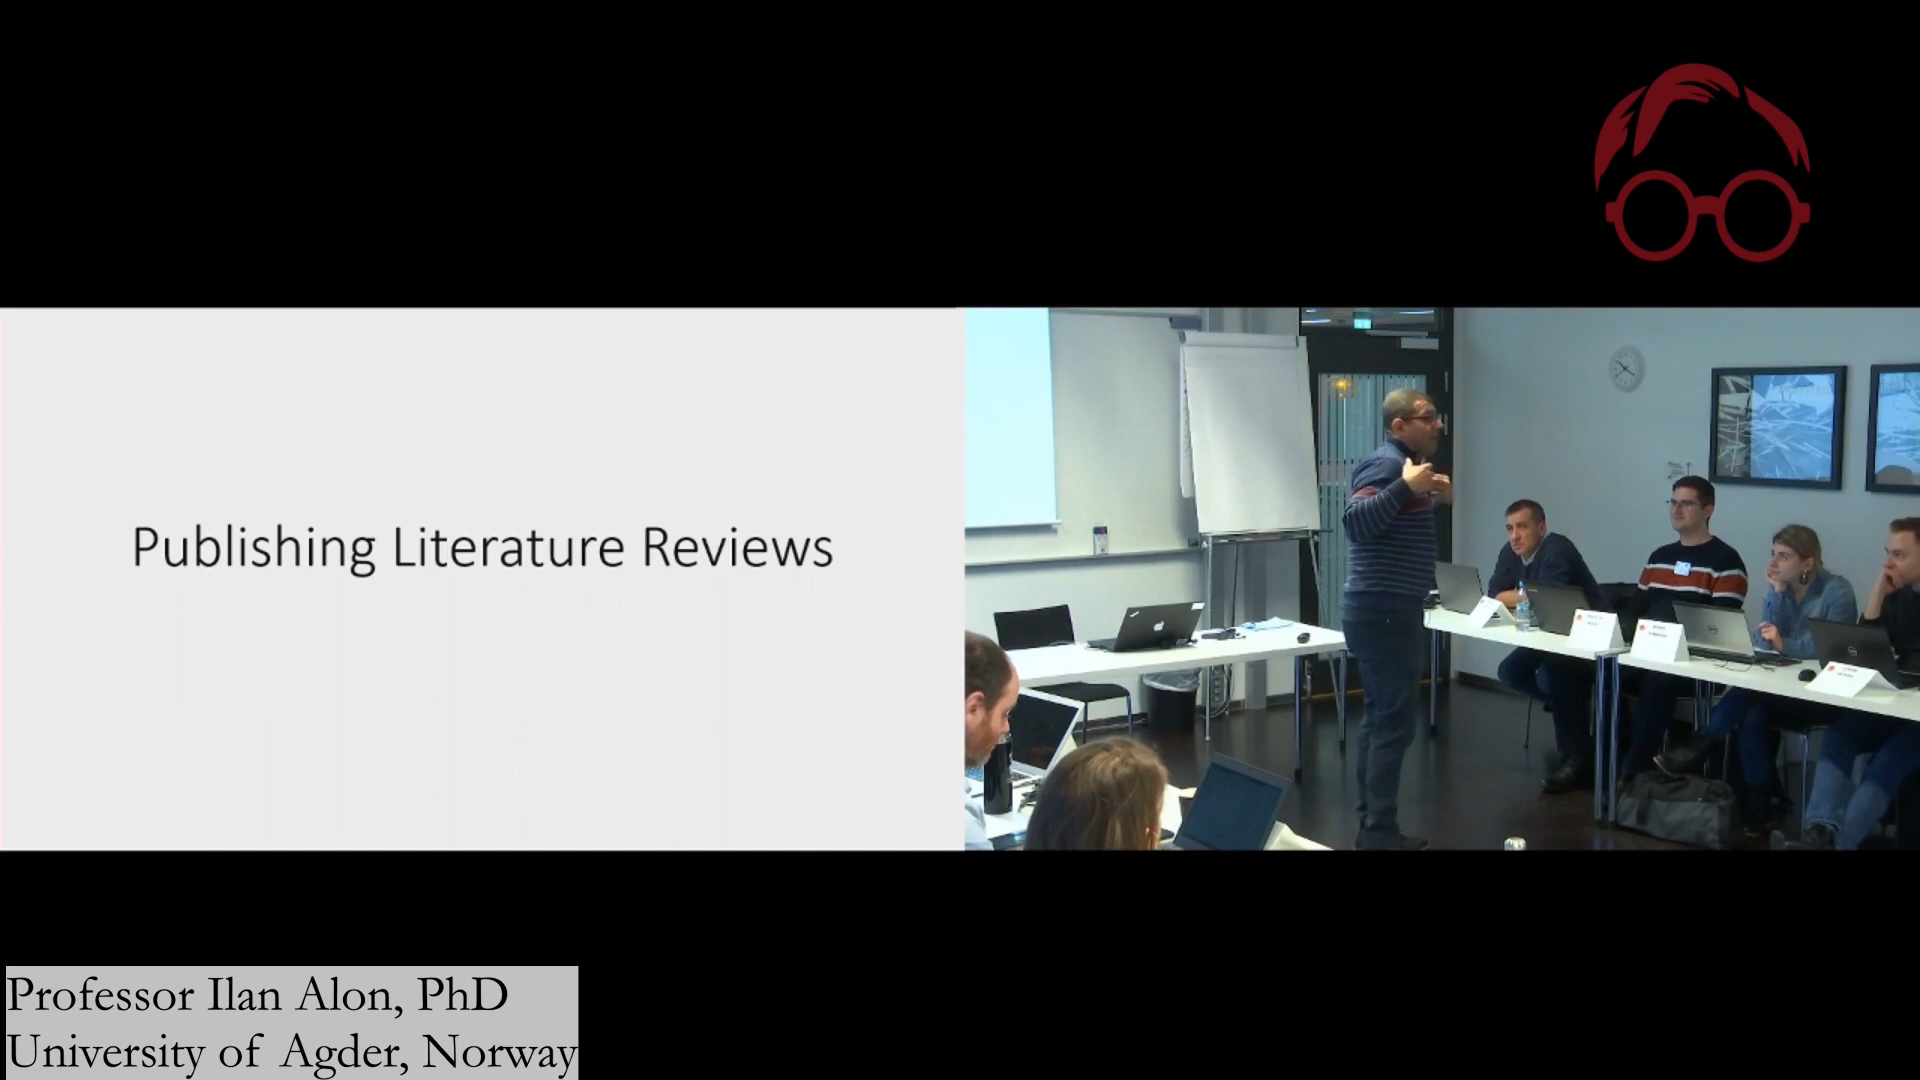 Publishing Literature Reviews
Professor Ilan Alon, PhD
University of Agder, Norway